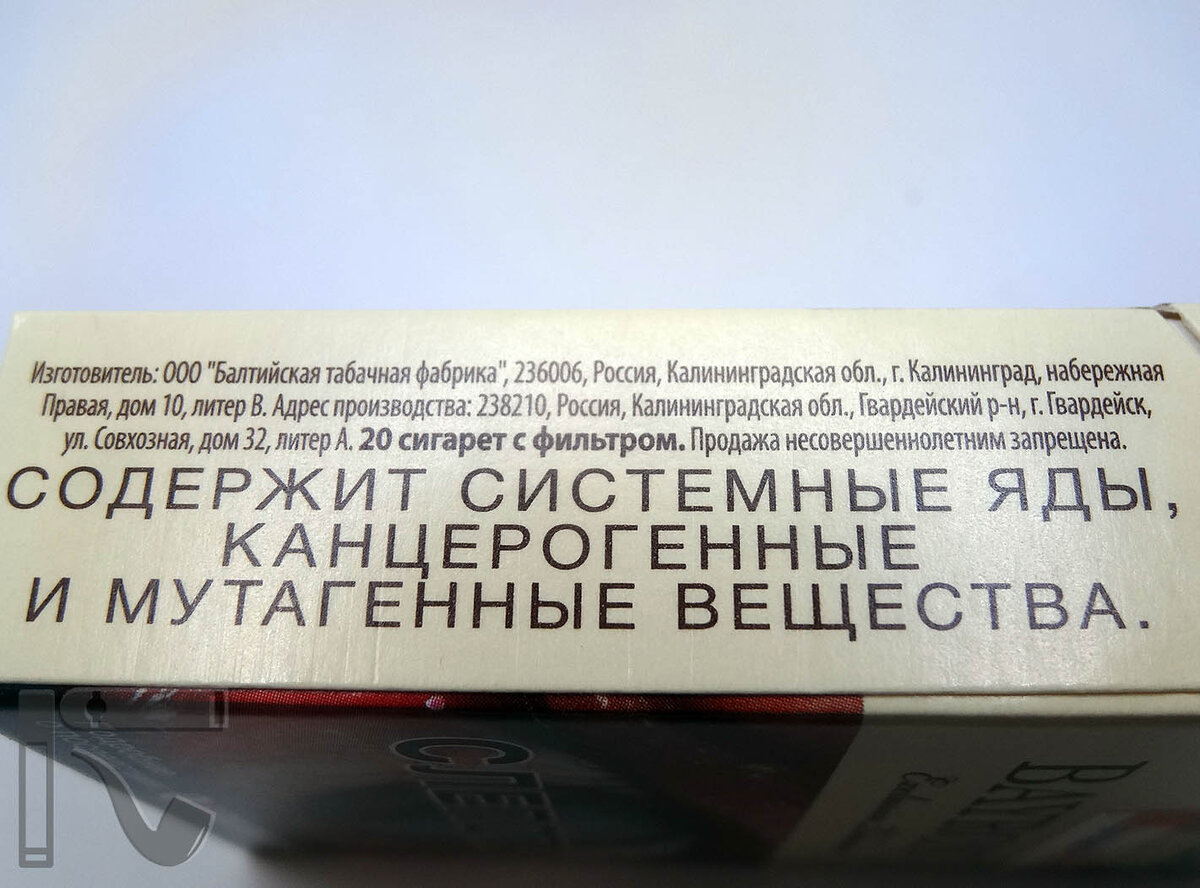 Изготовитель: ООО "Балтийская табачная фабрика", 236006, Россия, Калининградская обл., г. Калининград, набережная
Правая, дом 10, литер В. Адрес производства: 238210, Россия, Калининградская обл., Гвардейский р-н, г. Гвардейск,
ул. Совхозная, дом 32, литер А. 20 сигарет с фильтром. Продажа несовершеннолетним запрещена.
СОДЕРЖИТ СИСТЕМНЫЕ ЯДЫ,
КАНЦЕРОГЕННЫЕ
И МУТАГЕННЫЕ ВЕЩЕСТВА.